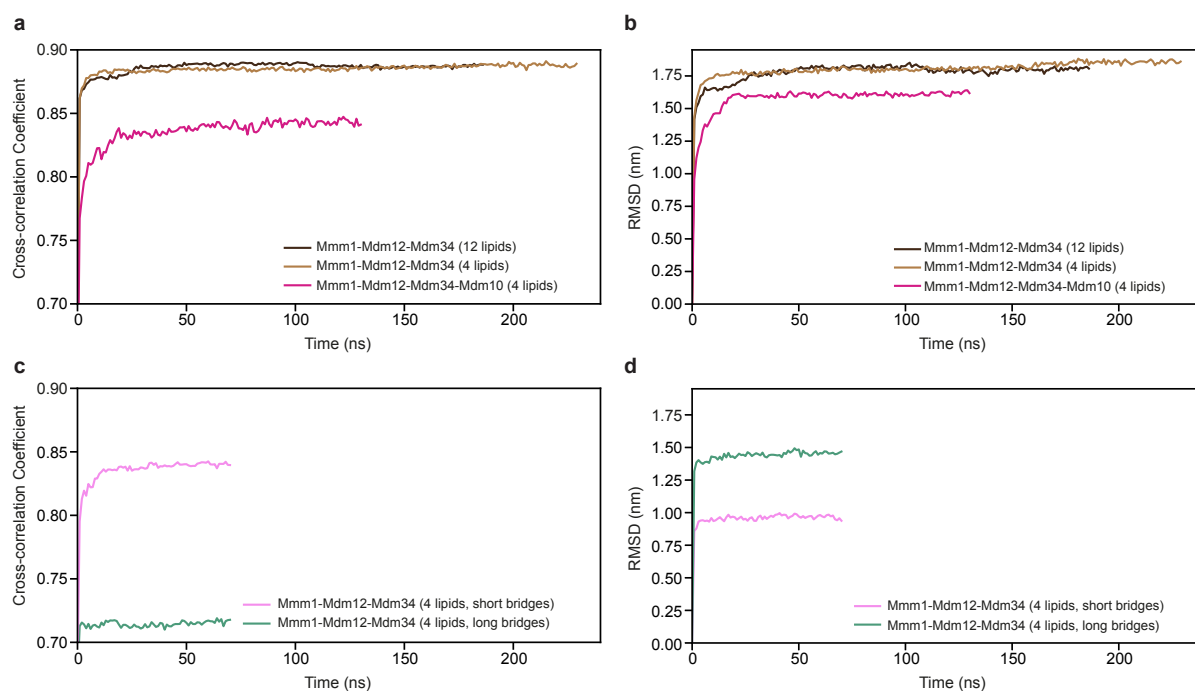 a
0.90
0.85
0.80
0.75
0.70
Cross-correlation Coefficient
Mmm1-Mdm12-Mdm34 (12 lipids)
Mmm1-Mdm12-Mdm34 (4 lipids)
Mmm1-Mdm12-Mdm34-Mdm10 (4 lipids)
0 50 100 150 200
Time (ns)
b
1.75
1.50
1.25
1.00
0.75
0.50
0.25
0.00
RMSD (nm)
Mmm1-Mdm12-Mdm34 (12 lipids)
Mmm1-Mdm12-Mdm34 (4 lipids)
Mmm1-Mdm12-Mdm34-Mdm10 (4 lipids)
0 50 100 150 200
Time (ns)
c
0.90
0.85
0.80
0.75
0.70
Cross-correlation Coefficient
Mmm1-Mdm12-Mdm34 (4 lipids, short bridges)
Mmm1-Mdm12-Mdm34 (4 lipids, long bridges)
0 50 100 150 200
Time (ns)
d
1.75
1.50
1.25
1.00
0.75
0.50
0.25
0.00
RMSD (nm)
Mmm1-Mdm12-Mdm34 (4 lipids, short bridges)
Mmm1-Mdm12-Mdm34 (4 lipids, long bridges)
0 50 100 150 200
Time (ns)